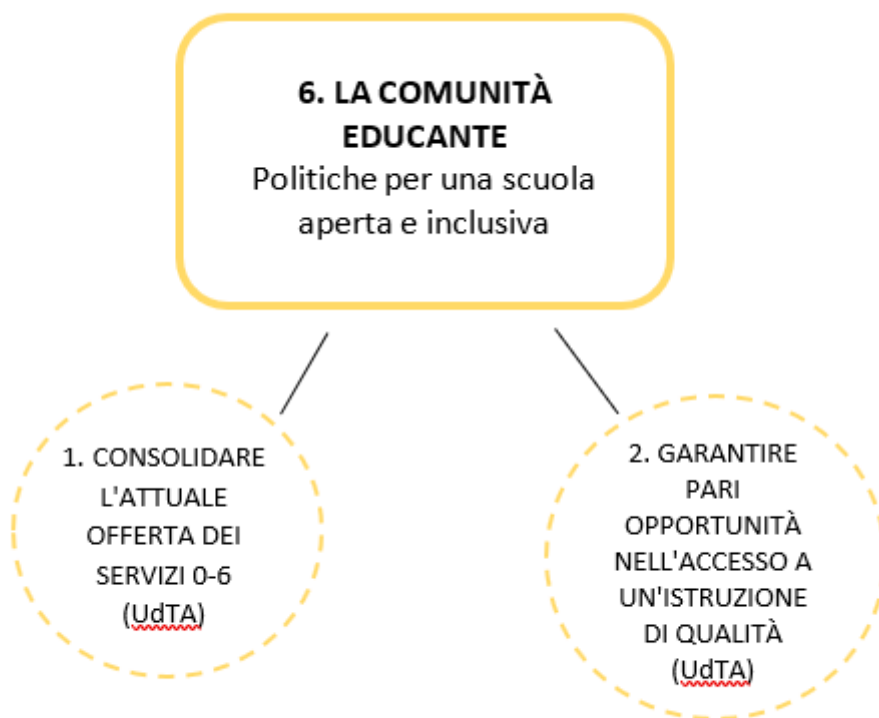 6. LA COMUNITÀ
EDUCANTE
Politiche per una scuola
aperta e inclusiva
1. CONSOLIDARE
L'ATTUALE
OFFERTA DEI
SERVIZI 0-6
(UdTA)
2. GARANTIRE
PARI
OPPORTUNITÀ
NELL'ACCESSO A
UN'ISTRUZIONE
DI QUALITÀ
(UdTA)